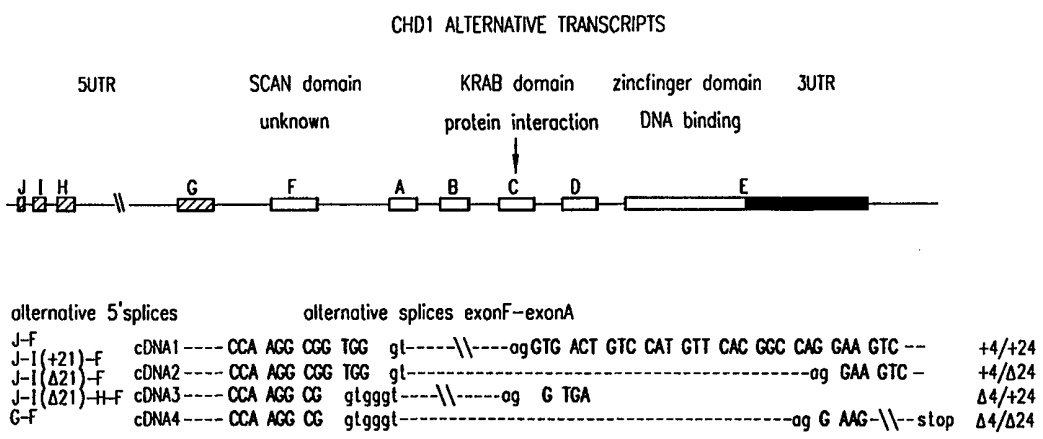 CHD1 ALTERNATIVE TRANSCRIPTS
5UTR SCAN domain KRAB domain zincfinger domain 3UTR
unknown protein interaction DNA binding
J I H G F A B C D E
alternative 5'splices alternative splices exonF-exonA
J-F
J-I(+21)-F
J-I(Δ21)-F
J-I(Δ21)-H-F
G-F
cDNA1 ---- CCA AGG CGG TGG gt-----\\----agGTG ACT GTC CAT GTT CAC GGC CAG GAA GTC -- +4/+24
cDNA2 ---- CCA AGG CGG TGG gt------------------------------------ag GAA GTC - +4/Δ24
cDNA3 ---- CCA AGG CG gtgggt---\\----ag G TGA Δ4/+24
cDNA4 ---- CCA AGG CG gtgggt-----------------------------------ag G AAG-\\--stop Δ4/Δ24